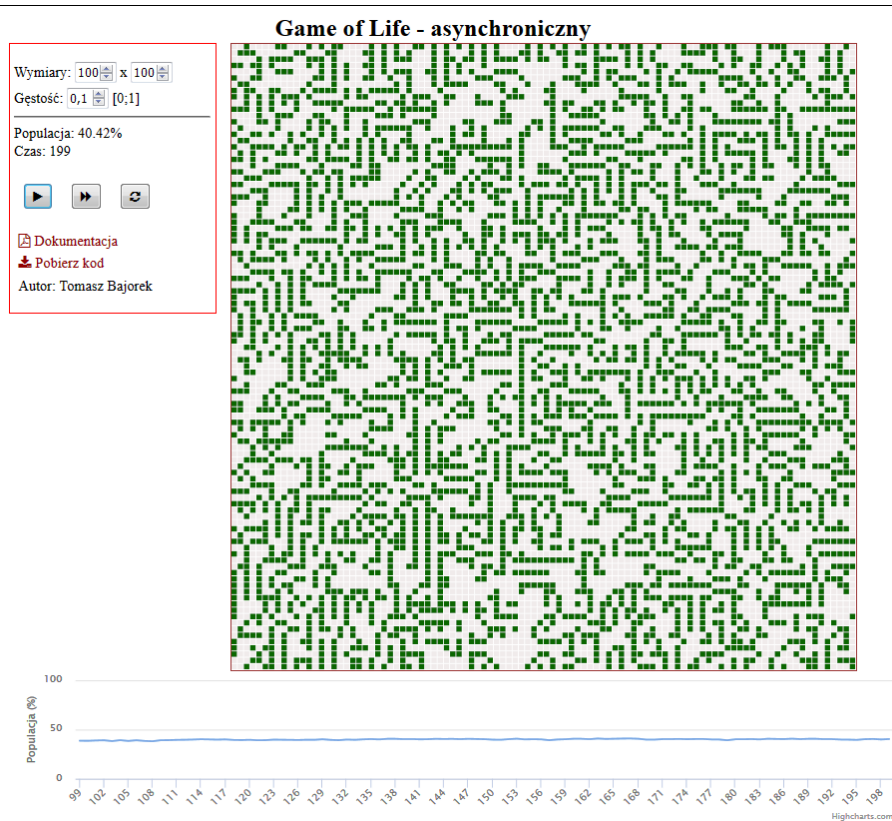 Game of Life - asynchroniczny
Wymiary: 100 x 100
Gęstość: 0,1 [0;1]
Populacja: 40.42%
Czas: 199
Dokumentacja
Pobierz kod
Autor: Tomasz Bajorek
100
50
0
Populacja (%)
99 102 105 108 111 114 117 120 123 126 129 132 135 138 141 144 147 150 153 156 159 162 165 168 171 174 177 180 183 186 189 192 195 198
Highcharts.com